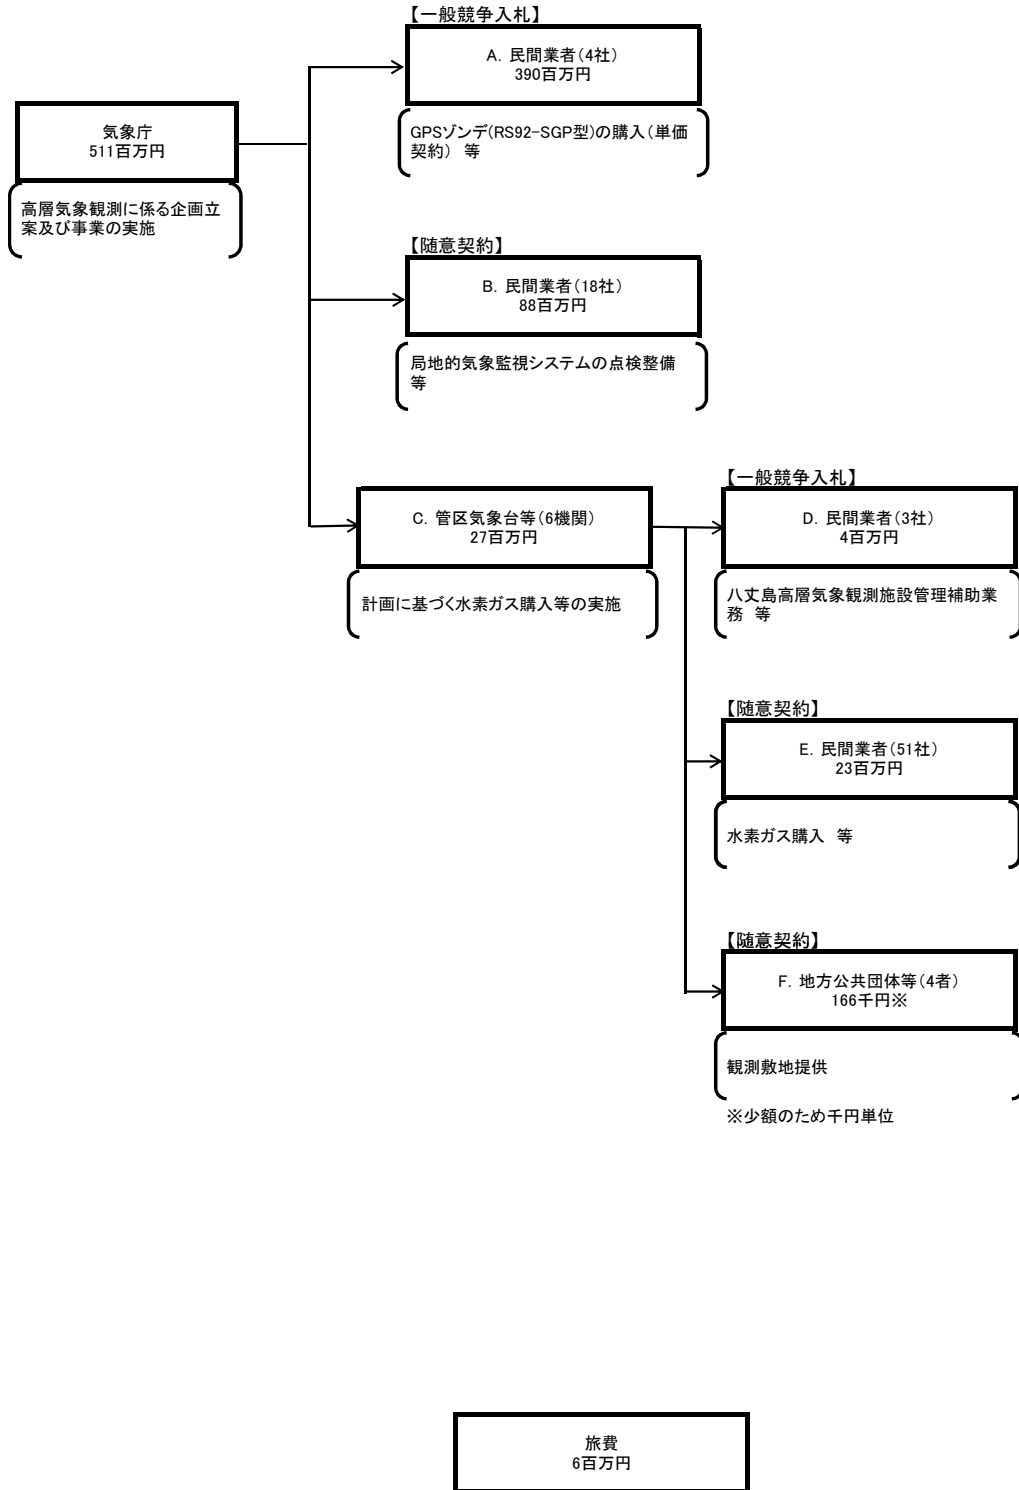 【一般競争入札】
A. 民間業者(4社)
390百万円
気象庁
511百万円
GPSゾンデ(RS92-SGP型)の購入(単価
契約) 等
高層気象観測に係る企画立
案及び事業の実施
【随意契約】
B. 民間業者(18社)
88百万円
局地的気象監視システムの点検整備
等
【一般競争入札】
C. 管区気象台等(6機関)
27百万円
D. 民間業者(3社)
4百万円
計画に基づく水素ガス購入等の実施
八丈島高層気象観測施設管理補助業
務 等
【随意契約】
E. 民間業者(51社)
23百万円
水素ガス購入 等
【随意契約】
F. 地方公共団体等(4者)
166千円※
観測敷地提供
※少額のため千円単位
旅費
6百万円